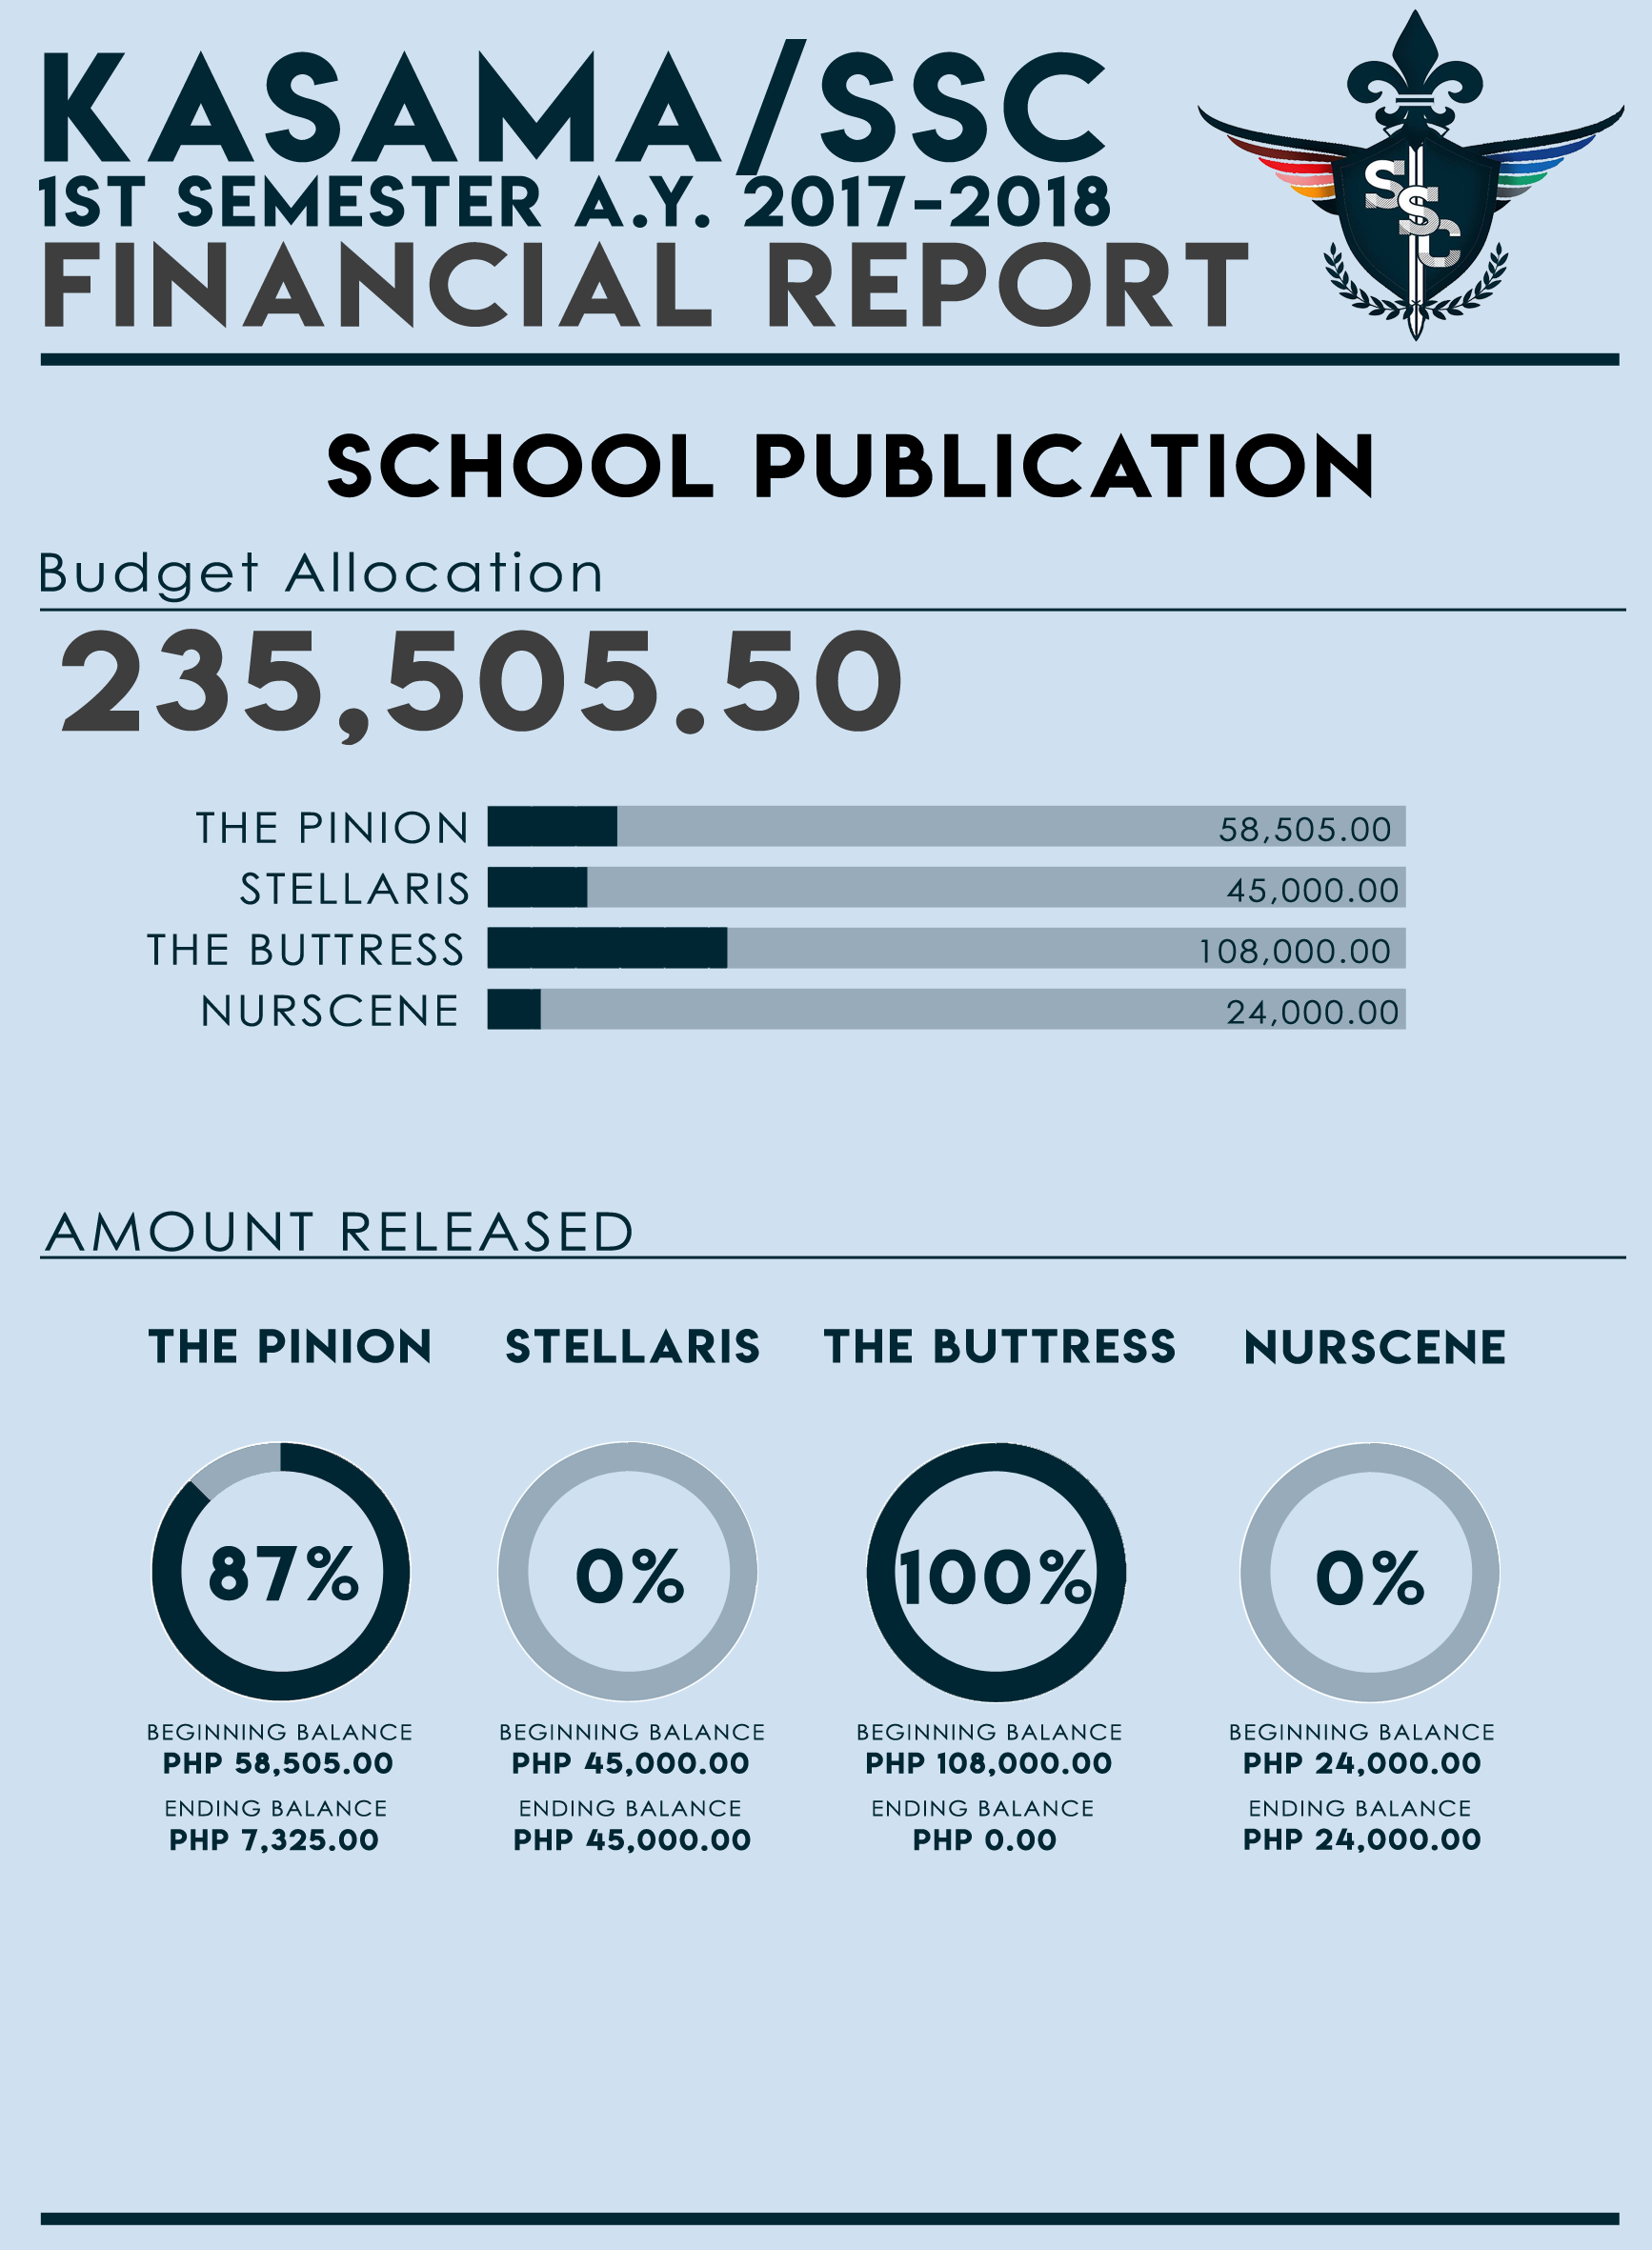 KASAMA/SSC
1ST SEMESTER A.Y. 2017-2018
FINANCIAL REPORT
SSC
SCHOOL PUBLICATION
Budget Allocation
235,505.50
THE PINION 58,505.00
STELLARIS 45,000.00
THE BUTTRESS 108,000.00
NURSCENE 24,000.00
AMOUNT RELEASED
THE PINION STELLARIS THE BUTTRESS NURSCENE
87% 0% 100% 0%
BEGINNING BALANCE BEGINNING BALANCE BEGINNING BALANCE BEGINNING BALANCE
PHP 58,505.00 PHP 45,000.00 PHP 108,000.00 PHP 24,000.00
ENDING BALANCE ENDING BALANCE ENDING BALANCE ENDING BALANCE
PHP 7,325.00 PHP 45,000.00 PHP 0.00 PHP 24,000.00